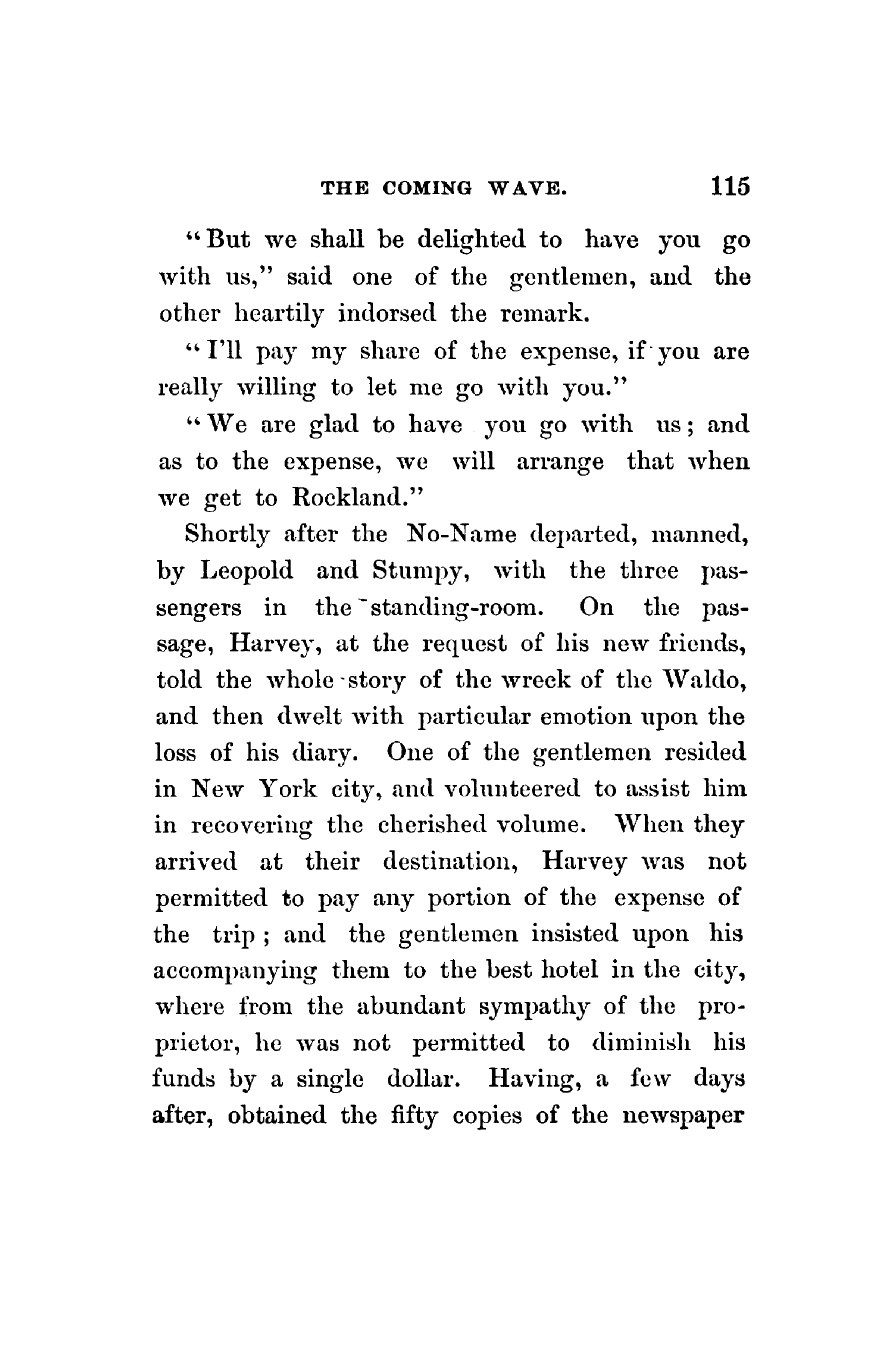 THE COMING WAVE. 115
"But we shall be delighted to have you go
with us," said one of the gentlemen, and the
other heartily indorsed the remark.
"I'll pay my share of the expense, if you are
really willing to let me go with you."
"We are glad to have you go with us; and
as to the expense, we will arrange that when
we get to Rockland."
Shortly after the No-Name departed, manned,
by Leopold and Stumpy, with the three pas-
sengers in the standing-room. On the pas-
sage, Harvey, at the request of his new friends,
told the whole story of the wreck of the Waldo,
and then dwelt with particular emotion upon the
loss of his diary. One of the gentlemen resided
in New York city, and volunteered to assist him
in recovering the cherished volume. When they
arrived at their destination, Harvey was not
permitted to pay any portion of the expense of
the trip; and the gentlemen insisted upon his
accompanying them to the best hotel in the city,
where from the abundant sympathy of the pro-
prietor, he was not permitted to diminish his
funds by a single dollar. Having, a few days
after, obtained the fifty copies of the newspaper